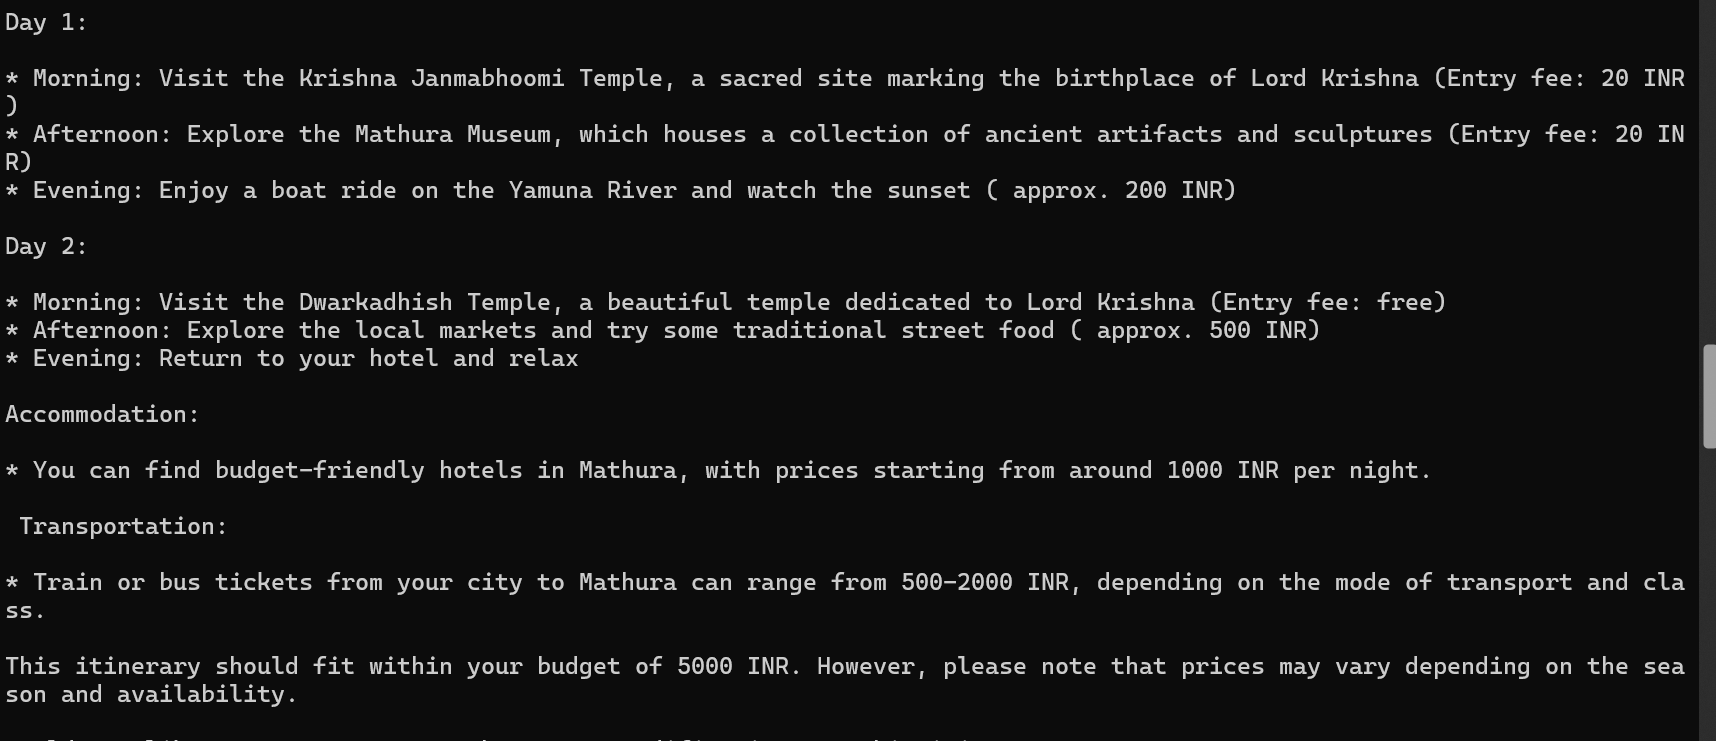 Day 1:
* Morning: Visit the Krishna Janmabhoomi Temple, a sacred site marking the birthplace of Lord Krishna (Entry fee: 20 INR
)
* Afternoon: Explore the Mathura Museum, which houses a collection of ancient artifacts and sculptures (Entry fee: 20 IN
R)
* Evening: Enjoy a boat ride on the Yamuna River and watch the sunset ( approx. 200 INR)
Day 2:
* Morning: Visit the Dwarkadhish Temple, a beautiful temple dedicated to Lord Krishna (Entry fee: free)
* Afternoon: Explore the local markets and try some traditional street food ( approx. 500 INR)
* Evening: Return to your hotel and relax
Accommodation:
* You can find budget-friendly hotels in Mathura, with prices starting from around 1000 INR per night.
Transportation:
* Train or bus tickets from your city to Mathura can range from 500-2000 INR, depending on the mode of transport and cla
ss.
This itinerary should fit within your budget of 5000 INR. However, please note that prices may vary depending on the sea
son and availability.